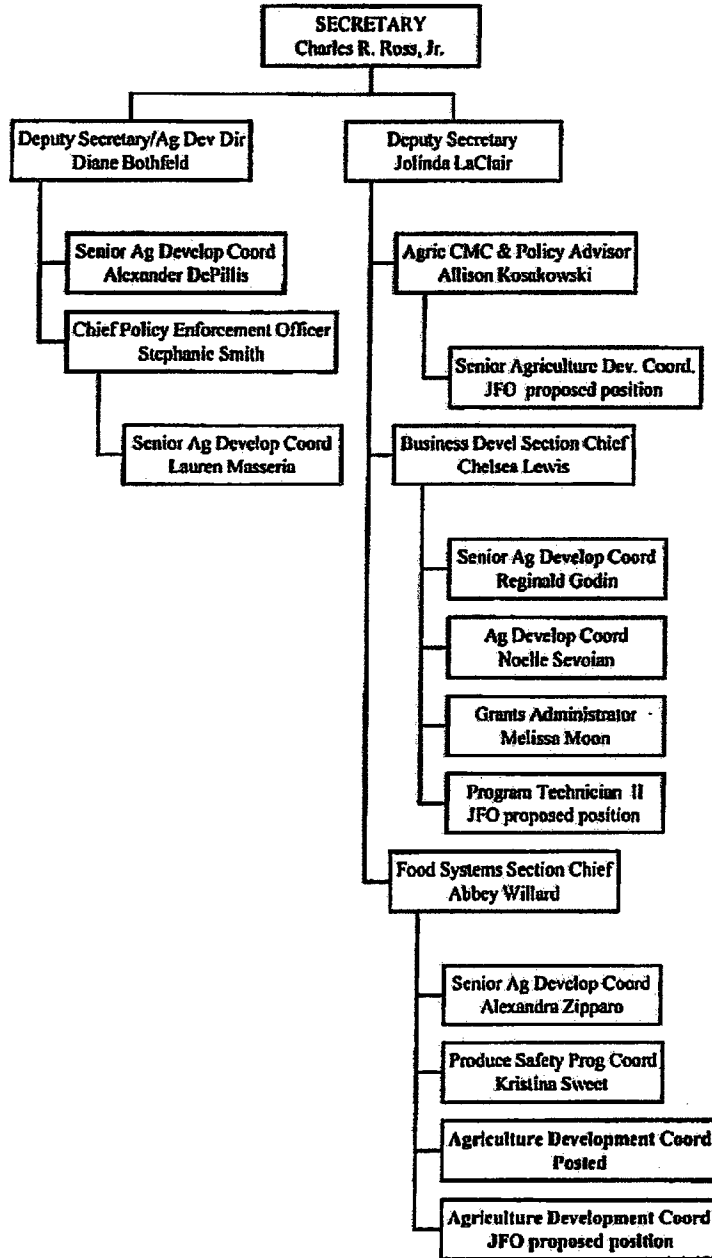 SECRETARY
Charles R. Ross, Jr.
Deputy Secretary/Ag Dev Dir
Diane Bothfeld
Deputy Secretary
Jolinda LaClair
Senior Ag Develop Coord
Alexander DePillis
Chief Policy Enforcement Officer
Stephanie Smith
Senior Ag Develop Coord
Lauren Masseria
Agric CMC & Policy Advisor
Allison Kosakowski
Senior Agriculture Dev. Coord.
JFO proposed position
Business Devel Section Chief
Chelsea Lewis
Senior Ag Develop Coord
Reginald Godin
Ag Develop Coord
Noelle Sevoian
Grants Administrator
Melissa Moon
Program Technician II
JFO proposed position
Food Systems Section Chief
Abbey Willard
Senior Ag Develop Coord
Alexandra Zipparo
Produce Safety Prog Coord
Kristina Sweet
Agriculture Development Coord
Posted
Agriculture Development Coord
JFO proposed position